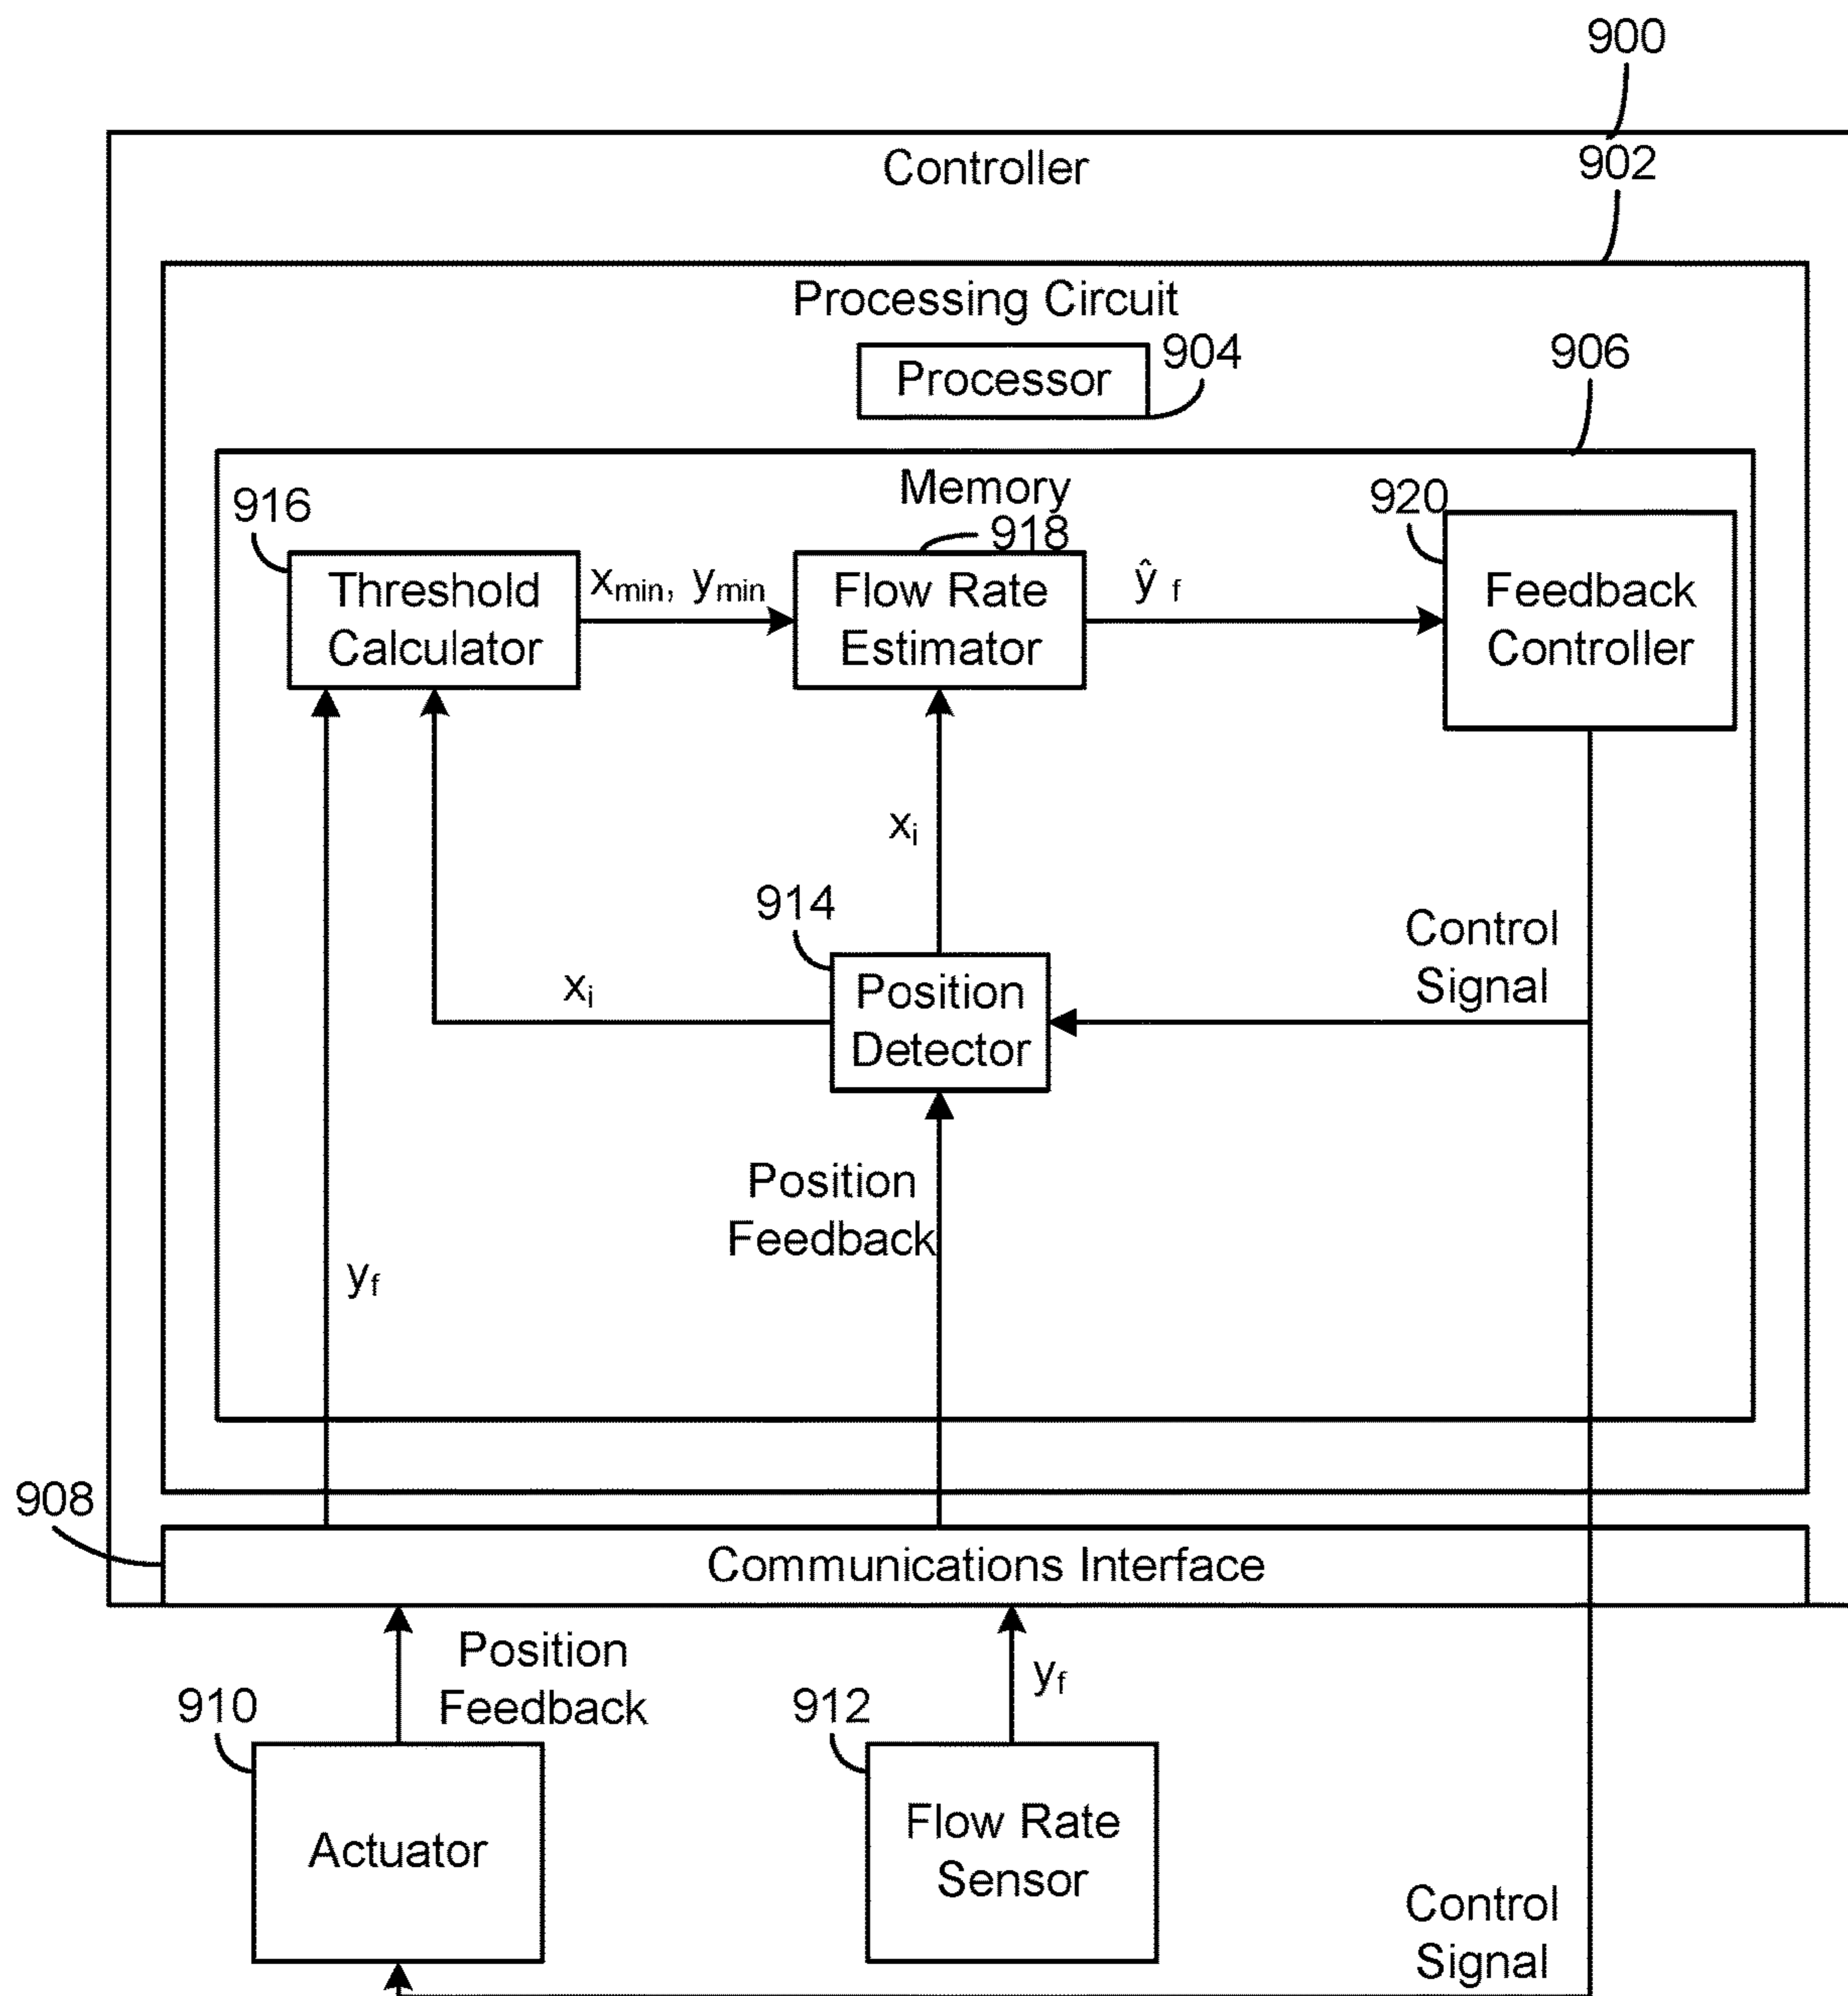 900
Controller
902
Processing Circuit
Processor
904
906
Memory
916
918
920
Threshold
Calculator
xmin, ymin
Flow Rate
Estimator
ŷ f
Feedback
Controller
xi
914
xi
Position
Detector
Control
Signal
Position
Feedback
yf
908
Communications Interface
Position
Feedback
yf
910
912
Actuator
Flow Rate
Sensor
Control
Signal